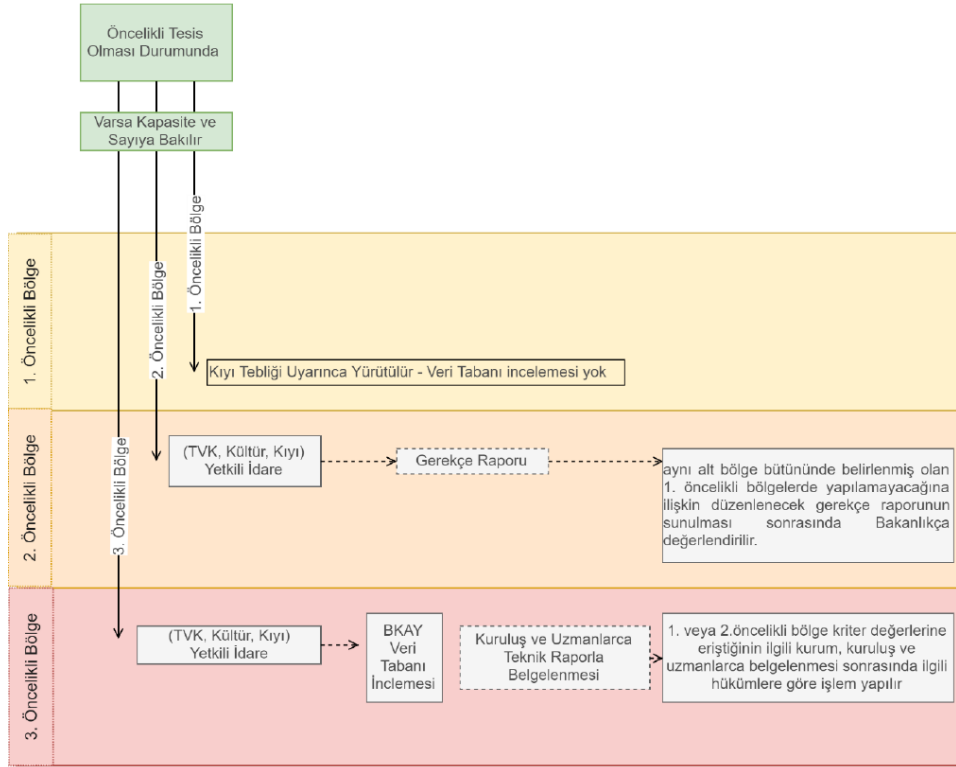 Öncelikli Tesis
Olması Durumunda
Varsa Kapasite ve
Sayıya Bakılır
1. Öncelikli Bölge
2. Öncelikli Bölge
3. Öncelikli Bölge
1. Öncelikli Bölge
Kıyı Tebliği Uyarınca Yürütülür - Veri Tabanı incelemesi yok
2. Öncelikli Bölge
(TVK, Kültür, Kıyı)
Yetkili İdare
Gerekçe Raporu
aynı alt bölge bütününde belirlenmiş olan
1. öncelikli bölgelerde yapılamayacağına
ilişkin düzenlenecek gerekçe raporunun
sunulması sonrasında Bakanlıkça
değerlendirilir.
3. Öncelikli Bölge
(TVK, Kültür, Kıyı)
Yetkili İdare
BKAY
Veri
Tabanı
İnclemesi
Kuruluş ve Uzmanlarca
Teknik Raporla
Belgelenmesi
1. veya 2.öncelikli bölge kriter değerlerine
eriştiğinin ilgili kurum, kuruluş ve
uzmanlarca belgelenmesi sonrasında ilgili
hükümlere göre işlem yapılır